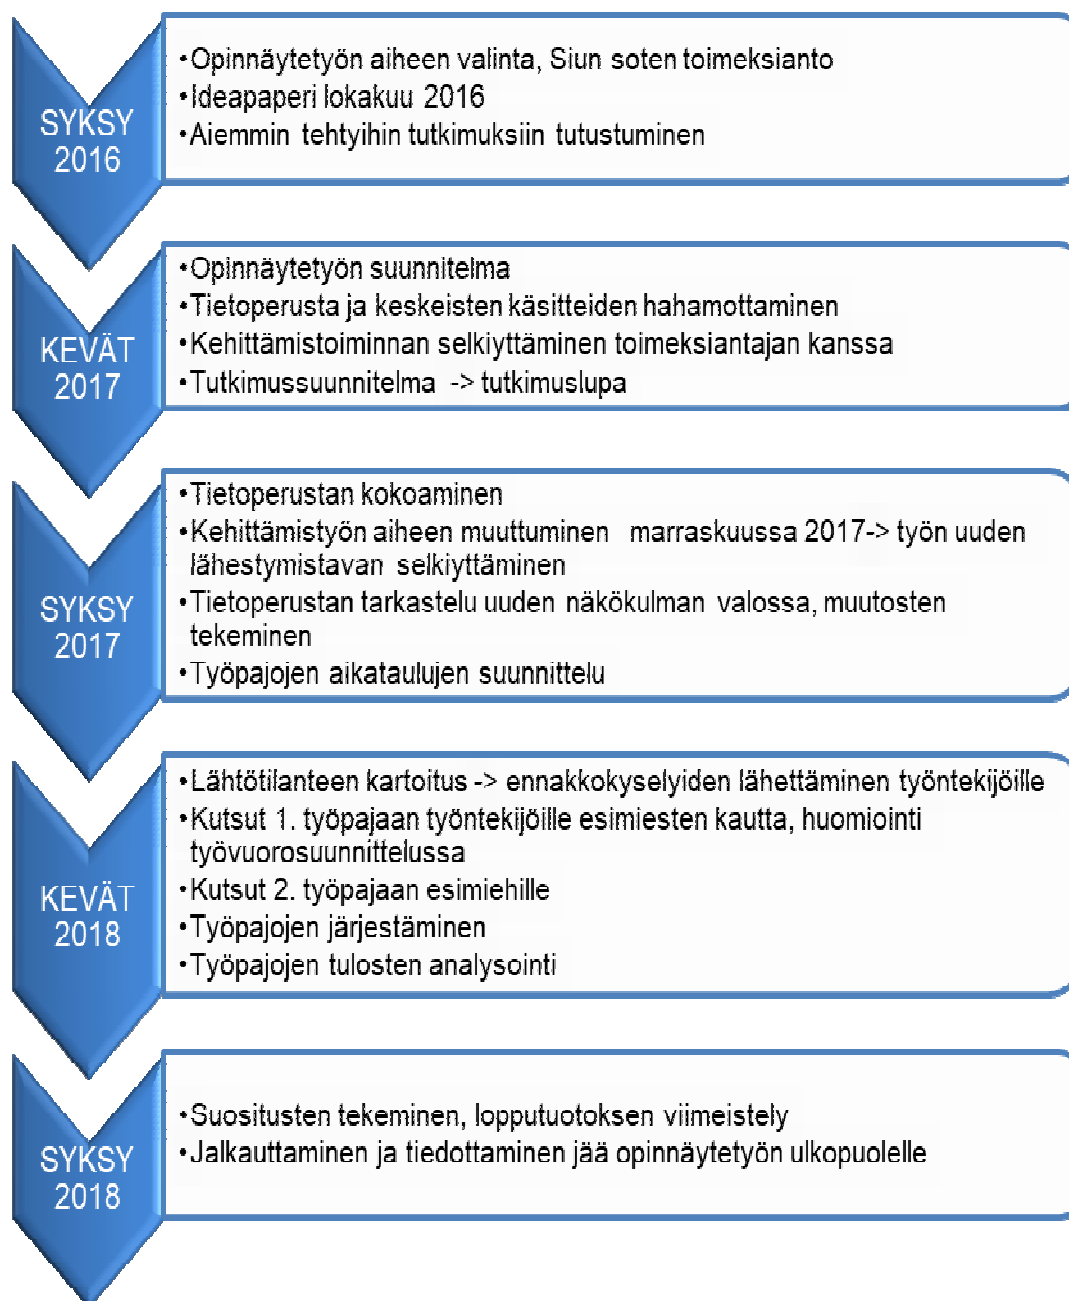 SYKSY
2016
•Opinnäytetyön aiheen valinta, Siun soten toimeksianto
•Ideapaperi lokakuu 2016
•Aiemmin tehtyihin tutkimuksiin tutustuminen
KEVÄT
2017
•Opinnäytetyön suunnitelma
•Tietoperusta ja keskeisten käsitteiden hahamottaminen
•Kehittämistoiminnan selkiyttäminen toimeksiantajan kanssa
•Tutkimussuunnitelma -> tutkimuslupa
SYKSY
2017
•Tietoperustan kokoaminen
•Kehittämistyön aiheen muuttuminen marraskuussa 2017-> työn uuden
lähestymistavan selkiyttäminen
•Tietoperustan tarkastelu uuden näkökulman valossa, muutosten
tekeminen
•Työpajojen aikataulujen suunnittelu
KEVÄT
2018
•Lähtötilanteen kartoitus -> ennakkokyselyiden lähettäminen työntekijöille
•Kutsut 1. työpajaan työntekijöille esimiesten kautta, huomiointi
työvuorosuunnittelussa
•Kutsut 2. työpajaan esimiehille
•Työpajojen järjestäminen
•Työpajojen tulosten analysointi
SYKSY
2018
•Suositusten tekeminen, lopputuotoksen viimeistely
•Jalkauttaminen ja tiedottaminen jää opinnäytetyön ulkopuolelle